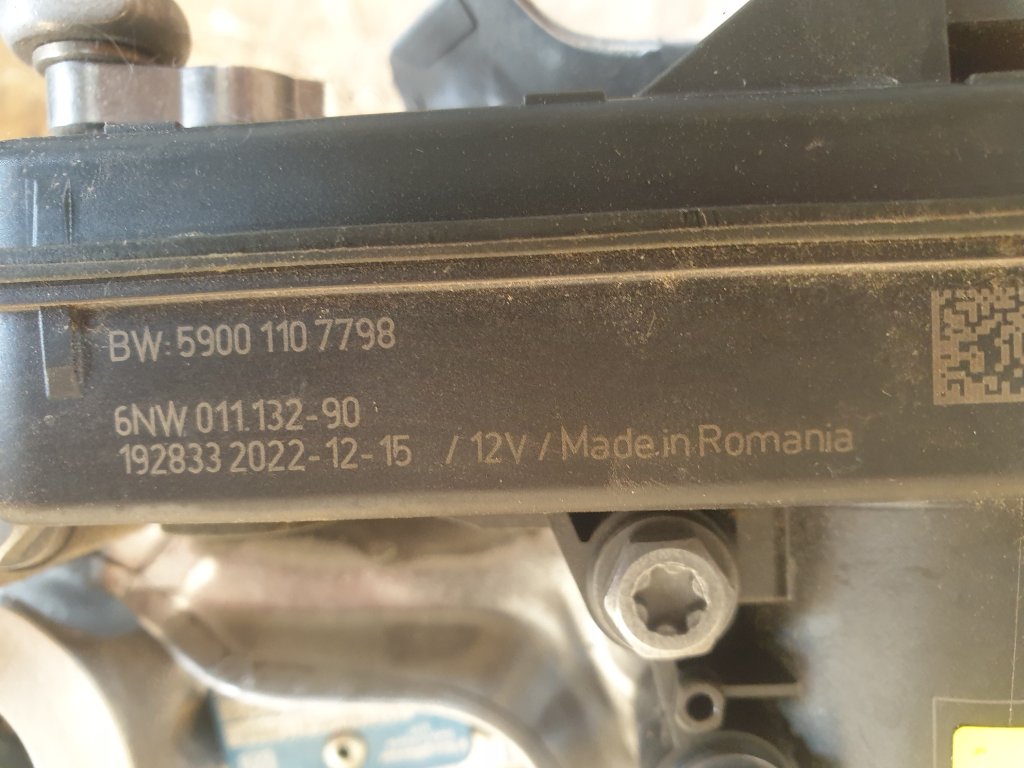 BW: 5900 110 7798
6NW 011.132-90
192833 2022-12-15 / 12V / Made in Romania